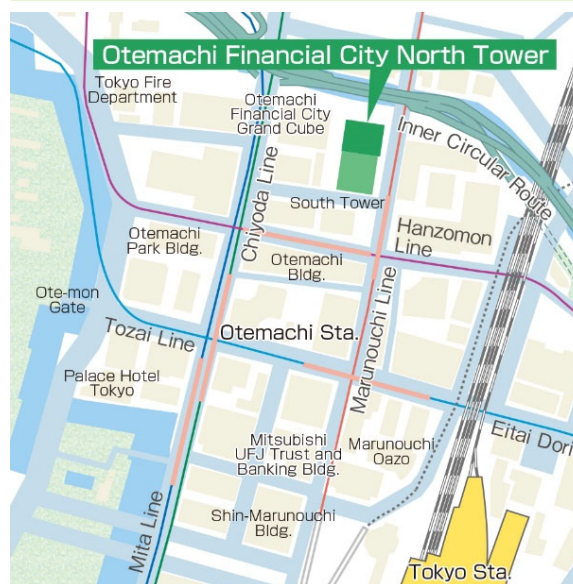 Otemachi Financial City North Tower
Tokyo Fire
Department
Otemachi
Financial City
Grand Cube
Inner Circular Route
Chiyoda Line
South Tower
Hanzomon
Line
Otemachi
Park Bldg.
Otemachi
Bldg.
Ote-mon
Gate
Marunouchi Line
Tozai Line
Otemachi Sta.
Palace Hotel
Tokyo
Mitsubishi
UFJ Trust and
Banking Bldg.
Marunouchi
Oazo
Eitai Dori
Shin-Marunouchi
Bldg.
Mita Line
Tokyo Sta.